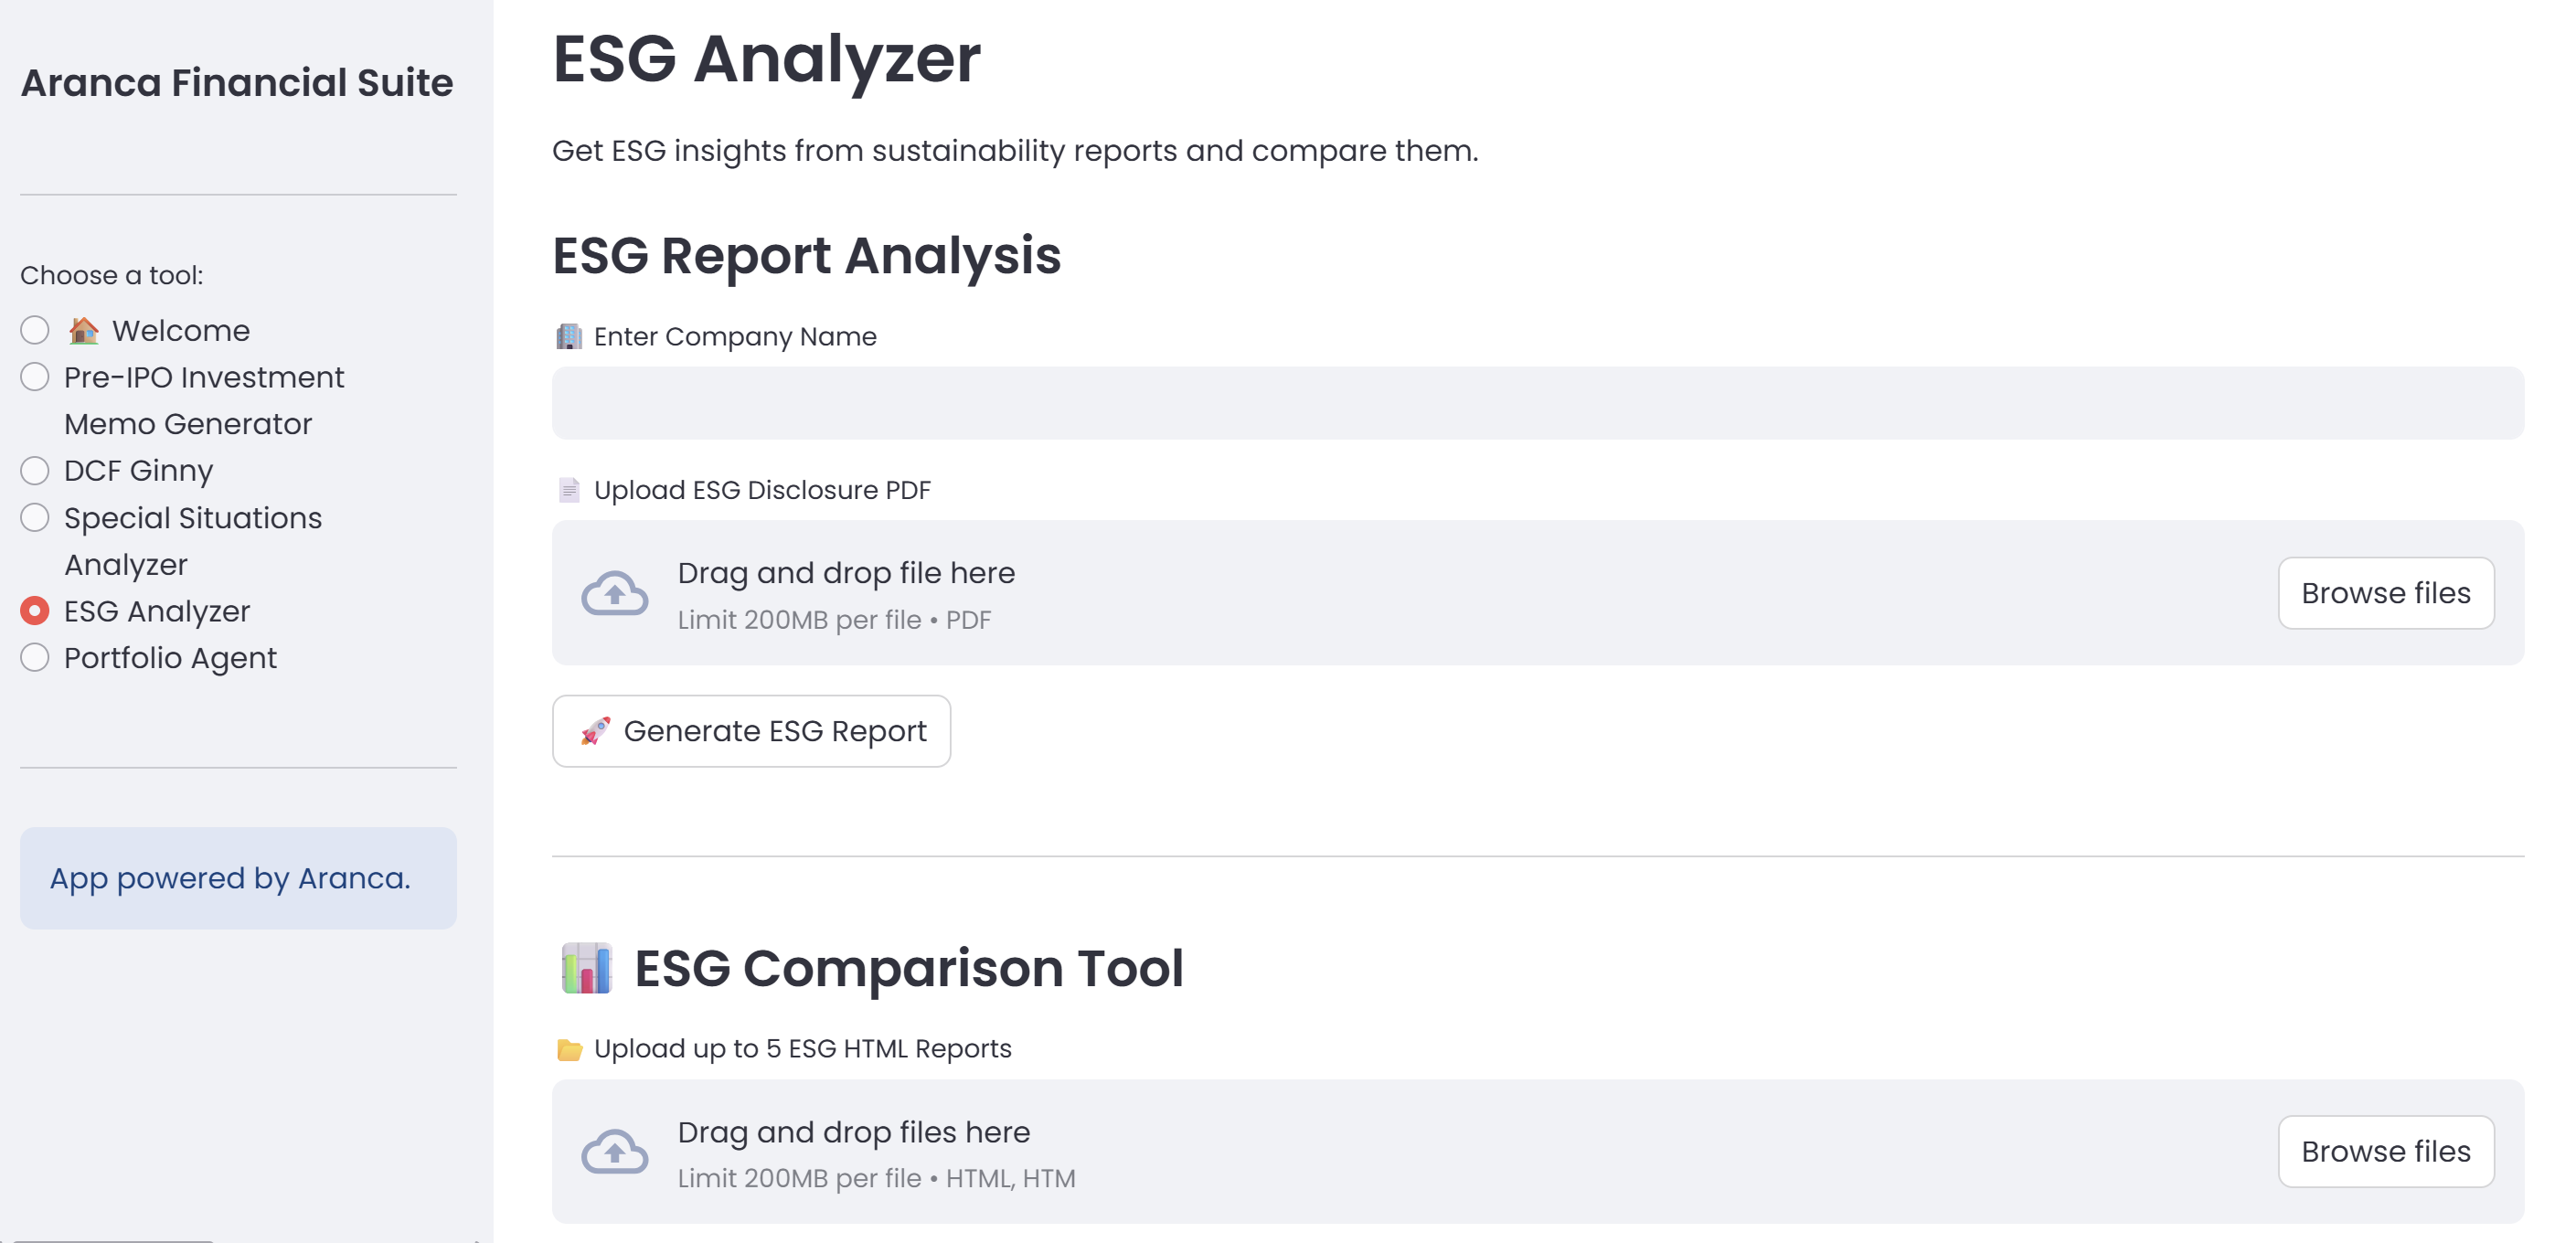 Aranca Financial Suite
Choose a tool:
Welcome
Pre-IPO Investment
Memo Generator
DCF Ginny
Special Situations
Analyzer
ESG Analyzer
Portfolio Agent
App powered by Aranca.
ESG Analyzer
Get ESG insights from sustainability reports and compare them.
ESG Report Analysis
Enter Company Name
Upload ESG Disclosure PDF
Drag and drop file here
Limit 200MB per file • PDF
Browse files
Generate ESG Report
ESG Comparison Tool
Upload up to 5 ESG HTML Reports
Drag and drop files here
Limit 200MB per file • HTML, HTM
Browse files